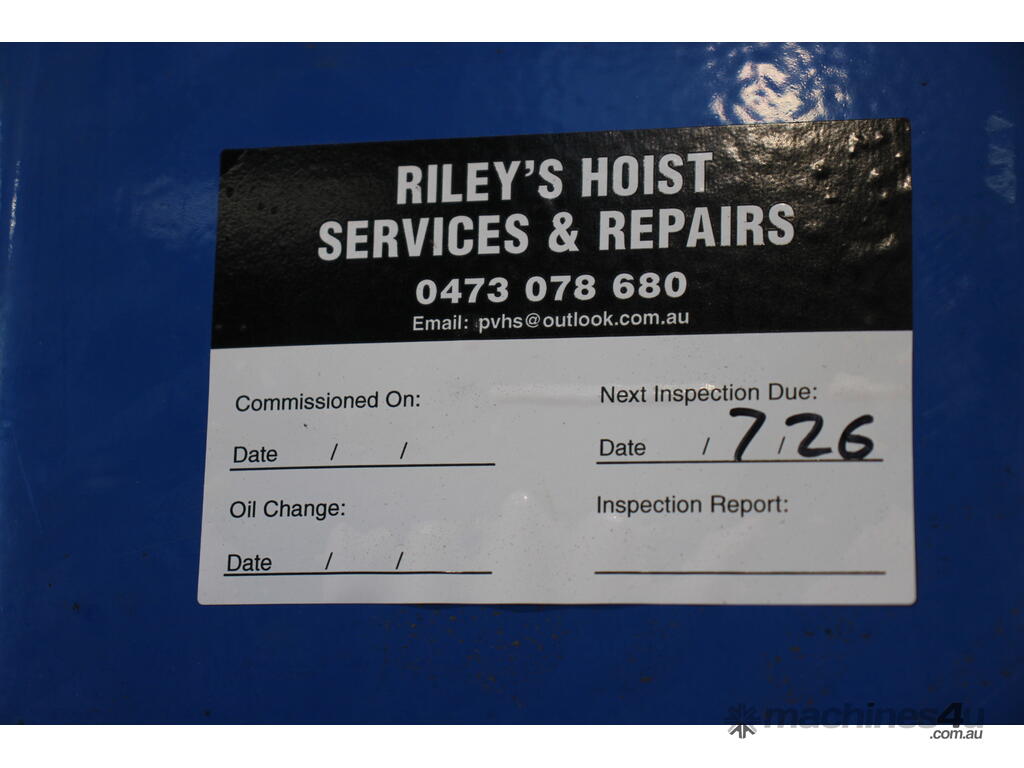 RILEY'S HOIST
SERVICES & REPAIRS
0473 078 680
Email: pvhs@outlook.com.au
Commissioned On:
Date / /
Next Inspection Due:
Date / 7 / 26
Oil Change:
Date / /
Inspection Report:
machines4u
.com.au